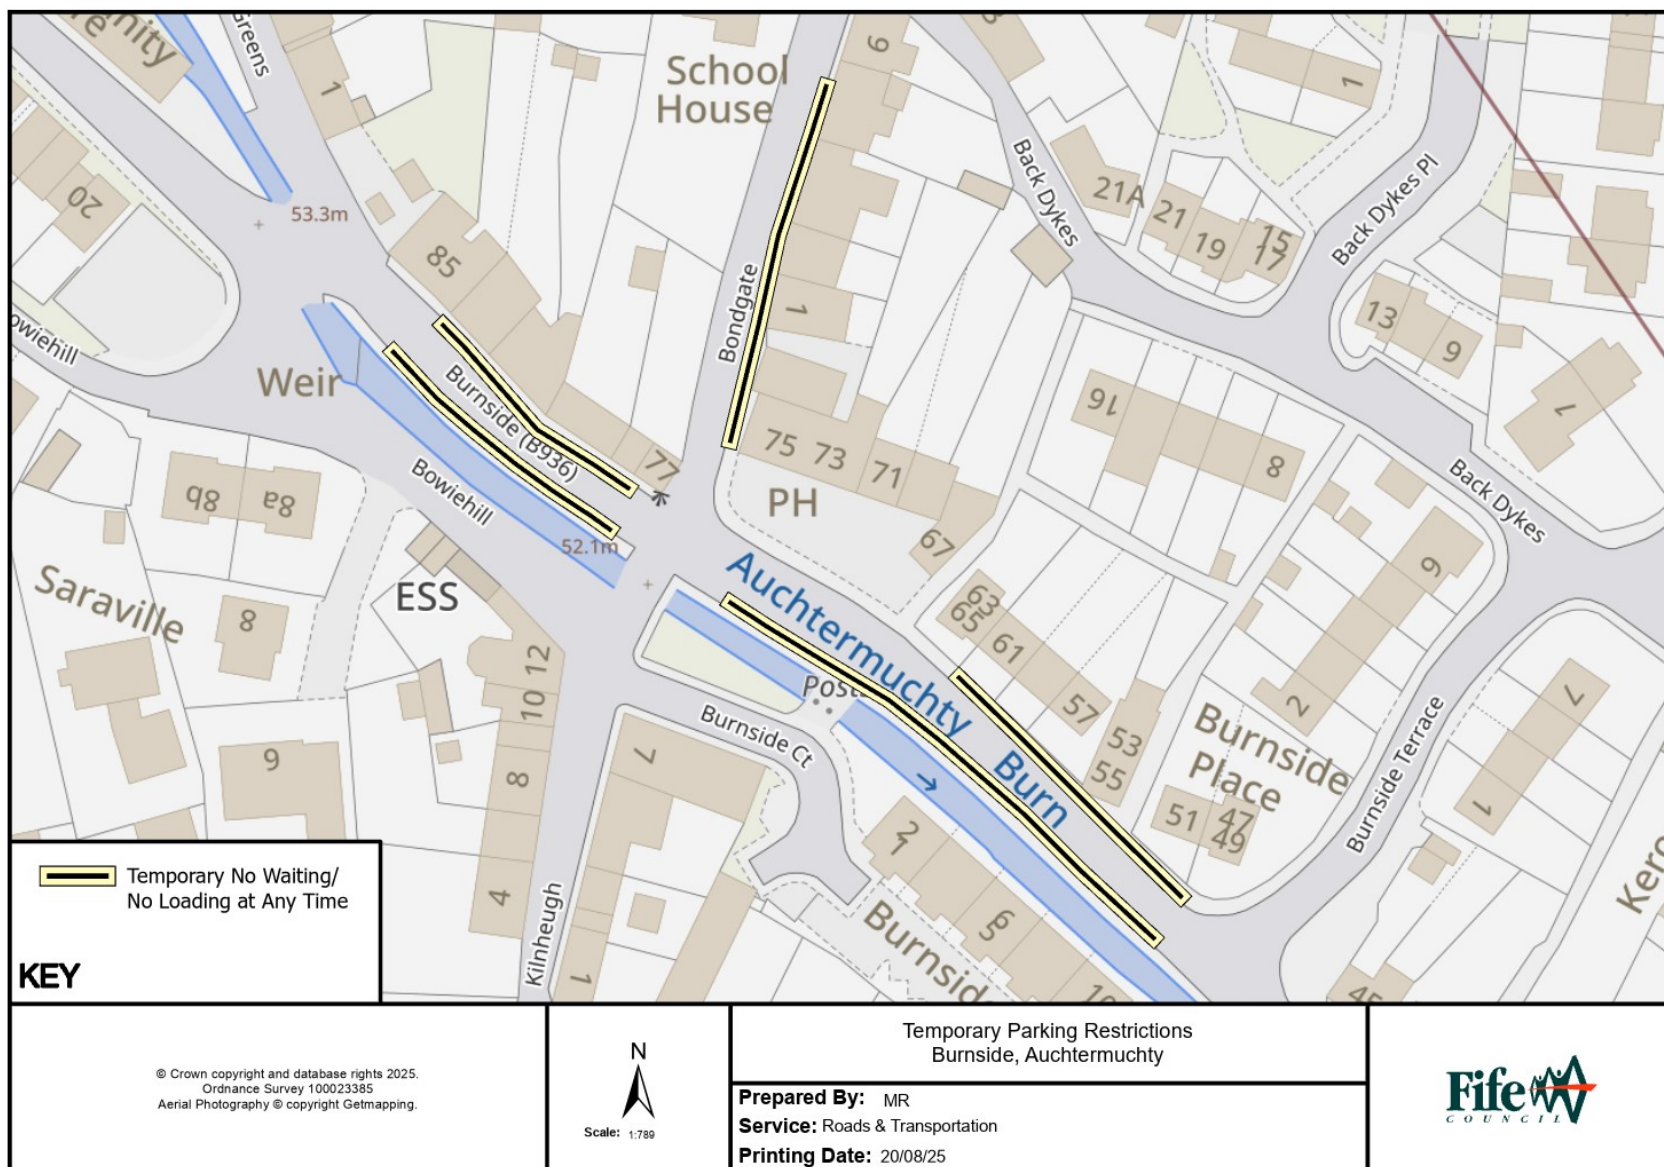 Greens
1
School
House
9
1
20
53.3m
85
Back Dykes
21A
21
19
15
17
Back Dykes Pl
13
9
Bondgate
1
Weir
Burnside (B936)
77
75
73
71
PH
67
16
8
7
Back Dykes
Bowiehill
8b
8a
52.1m
ESS
Saraville
8
12
10
8
4
6
Auchtermuchty Burn
63
65
61
57
53
55
51
47
49
Burnside
Place
2
Burnside Terrace
7
1
Burnside Ct
7
2
1
Kilnheugh
1
Temporary No Waiting/
No Loading at Any Time
KEY
© Crown copyright and database rights 2025.
Ordnance Survey 100023385
Aerial Photography © copyright Getmapping.
N
Scale: 1:789
Temporary Parking Restrictions
Burnside, Auchtermuchty
Prepared By: MR
Service: Roads & Transportation
Printing Date: 20/08/25
Fife
COUNCIL